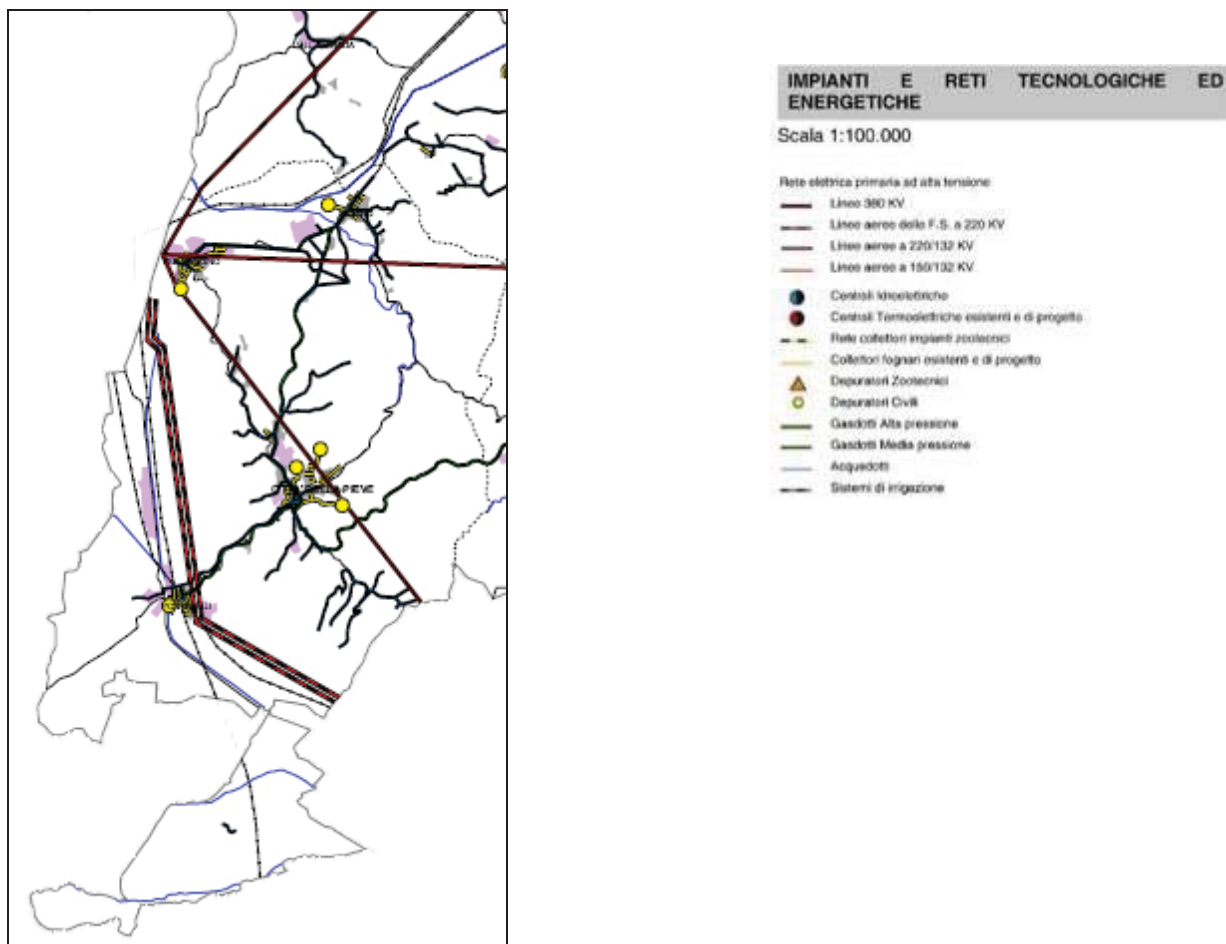 IMPIANTI E RETI TECNOLOGICHE ED
ENERGETICHE
Scala 1:100.000
Rete elettrica primaria ad alta tensione
Linee 380 KV
Linee aeree delle F.S. a 220 KV
Linee aeree a 220/132 KV
Linee aeree a 150/132 KV
Centrali Idroelettriche
Centrali Termoelettriche esistenti e di progetto
Rete collettori impianti zootecnici
Collettori fognari esistenti e di progetto
Depuratori Zootecnici
Depuratori Civili
Gasdotti Alta pressione
Gasdotti Media pressione
Acquedotti
Sistemi di irrigazione
PIEVE